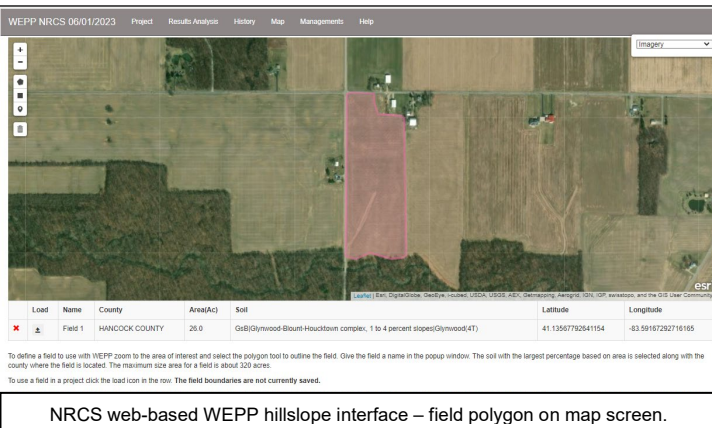 WEPP NRCS 06/01/2023 Project Results Analysis History Map Managements Help
Imagery
+
−
esri
Leaflet | Esri, DigitalGlobe, GeoEye, i-cubed, USDA, USGS, AEX, Getmapping, Aerogrid, IGN, IGP, swisstopo, and the GIS User Community
Load Name County Area(Ac) Soil Latitude Longitude
Field 1 HANCOCK COUNTY 26.0 GsB|Glynwood-Blount-Houcktown complex, 1 to 4 percent slopes|Glynwood(4T) 41.13567792641154 -83.59167292716165
To define a field to use with WEPP zoom to the area of interest and select the polygon tool to outline the field. Give the field a name in the popup window. The soil with the largest percentage based on area is selected along with the
county where the field is located. The maximum size area for a field is about 320 acres.
To use a field in a project click the load icon in the row. The field boundaries are not currently saved.
NRCS web-based WEPP hillslope interface – field polygon on map screen.